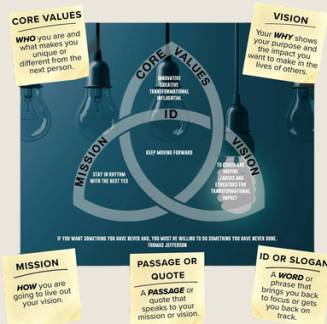 CORE VALUES
WHO you are and
what makes you
unique or
different from the
next person.
VISION
Your WHY shows
your purpose and
the impact you
want to make in the
lives of others.
CORE VALUES
INNOVATIVE
CREATIVE
TRANSFORMATIONAL
INFLUENTIAL
ID
KEEP MOVING FORWARD
MISSION
STAY IN RHYTHM
WITH THE BEST YES
VISION
TO COACH AND
INSPIRE
LEADERS AND
EDUCATORS FOR
TRANSFORMATIONAL
IMPACT
IF YOU WANT SOMETHING YOU HAVE NEVER HAD, YOU MUST BE WILLING TO DO SOMETHING YOU HAVE NEVER DONE.
THOMAS JEFFERSON
MISSION
HOW you are
going to live out
your vision.
PASSAGE OR
QUOTE
A PASSAGE or
quote that
speaks to your
mission or vision.
ID OR SLOGAN
A WORD or
phrase that
brings you back
to focus or gets
you back on
track.